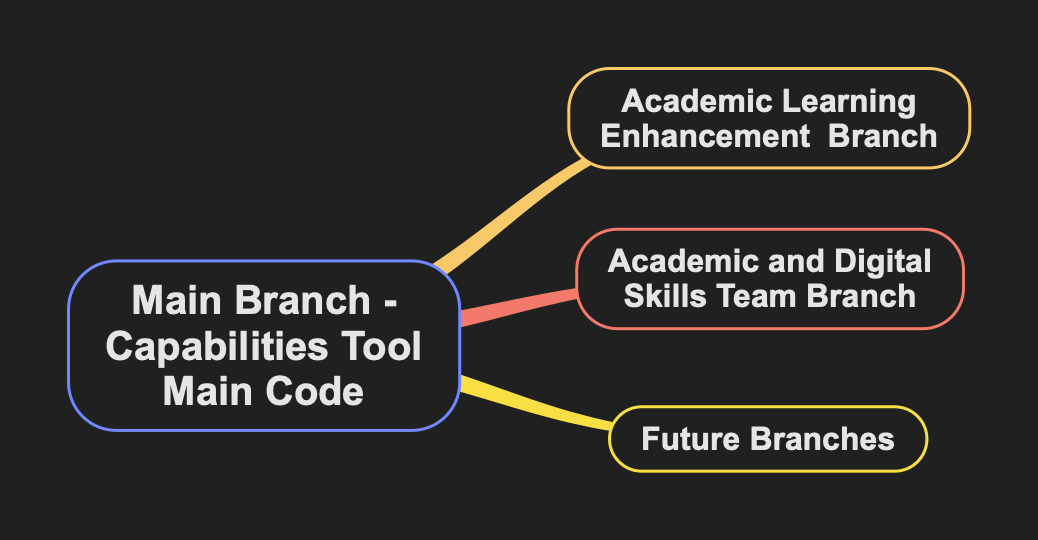 Academic Learning
Enhancement  Branch
Academic and Digital
Skills Team Branch
Main Branch -
Capabilities Tool
Main Code
Future Branches